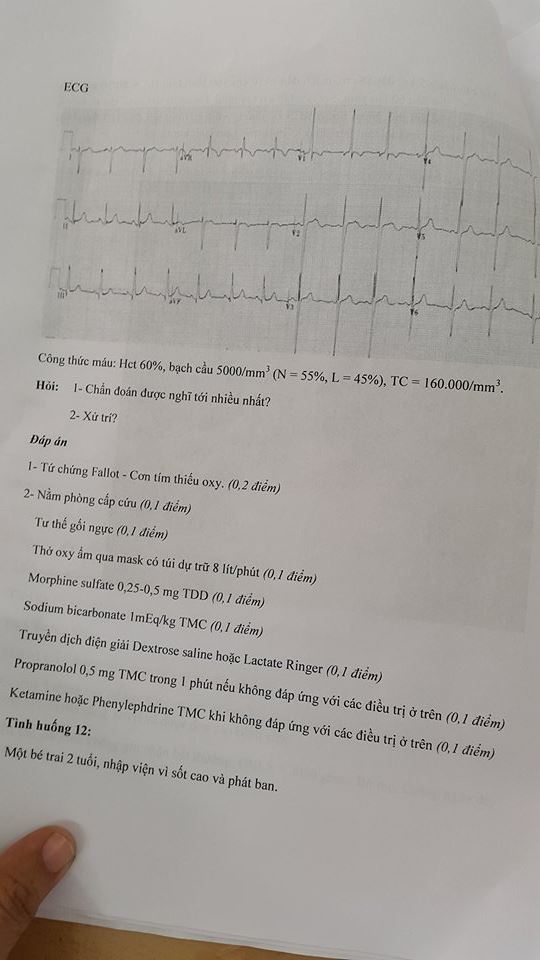 ECG
I aVR V1 V4
II aVL V2 V5
III aVF V3 V6
Công thức máu: Hct 60%, bạch cầu 5000/mm³ (N = 55%, L = 45%), TC = 160.000/mm³.
Hỏi: 1- Chẩn đoán được nghĩ tới nhiều nhất?
2- Xử trí?
Đáp án
1- Tứ chứng Fallot - Cơn tím thiếu oxy. (0,2 điểm)
2- Nằm phòng cấp cứu (0,1 điểm)
Tư thế gối ngực (0,1 điểm)
Thở oxy ẩm qua mask có túi dự trữ 8 lít/phút (0,1 điểm)
Morphine sulfate 0,25-0,5 mg TDD (0,1 điểm)
Sodium bicarbonate 1mEq/kg TMC (0,1 điểm)
Truyền dịch điện giải Dextrose saline hoặc Lactate Ringer (0,1 điểm)
Propranolol 0,5 mg TMC trong 1 phút nếu không đáp ứng với các điều trị ở trên (0,1 điểm)
Ketamine hoặc Phenylephdrine TMC khi không đáp ứng với các điều trị ở trên (0,1 điểm)
Tình huống 12:
Một bé trai 2 tuổi, nhập viện vì sốt cao và phát ban.